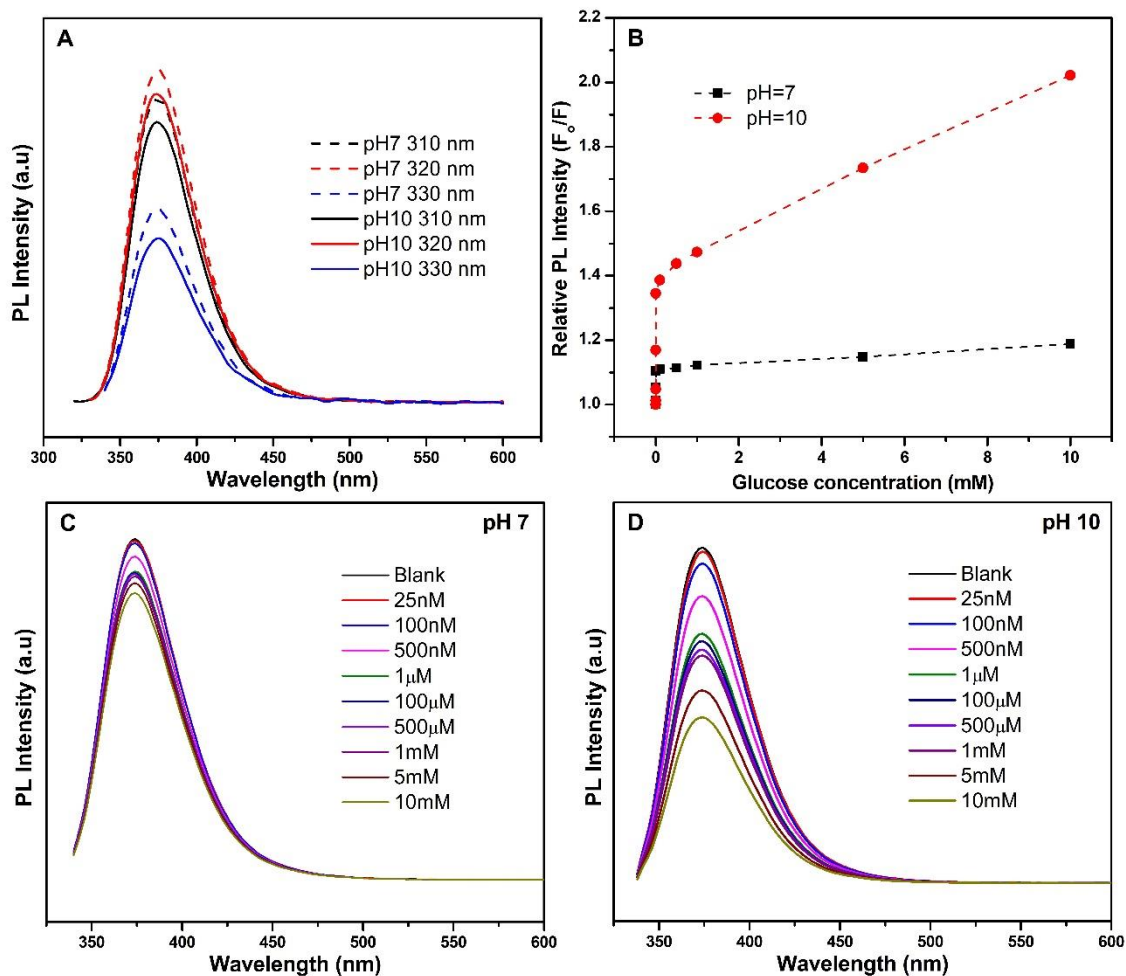 A
PL Intensity (a.u)
pH7 310 nm
pH7 320 nm
pH7 330 nm
pH10 310 nm
pH10 320 nm
pH10 330 nm
300 350 400 450 500 550 600
Wavelength (nm)
B
Relative PL Intensity (Fₒ/F)
2.2
2.0
1.8
1.6
1.4
1.2
1.0
pH=7
pH=10
0 2 4 6 8 10
Glucose concentration (mM)
C
pH 7
PL Intensity (a.u)
Blank
25nM
100nM
500nM
1μM
100μM
500μM
1mM
5mM
10mM
350 400 450 500 550 600
Wavelength (nm)
D
pH 10
PL Intensity (a.u)
Blank
25nM
100nM
500nM
1μM
100μM
500μM
1mM
5mM
10mM
350 400 450 500 550 600
Wavelength (nm)